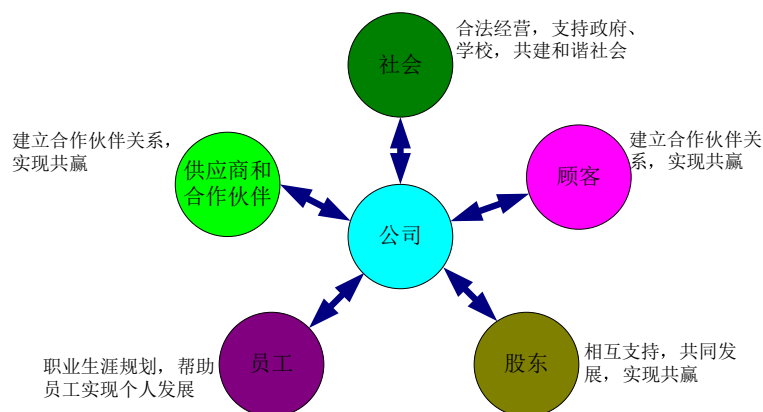 合法经营，支持政府、
学校，共建和谐社会
社会
建立合作伙伴关系，
实现共赢
供应商和
合作伙伴
建立合作伙伴关
系，实现共赢
顾客
公司
职业生涯规划，帮助
员工实现个人发展
员工
股东
相互支持，共同发
展，实现共赢